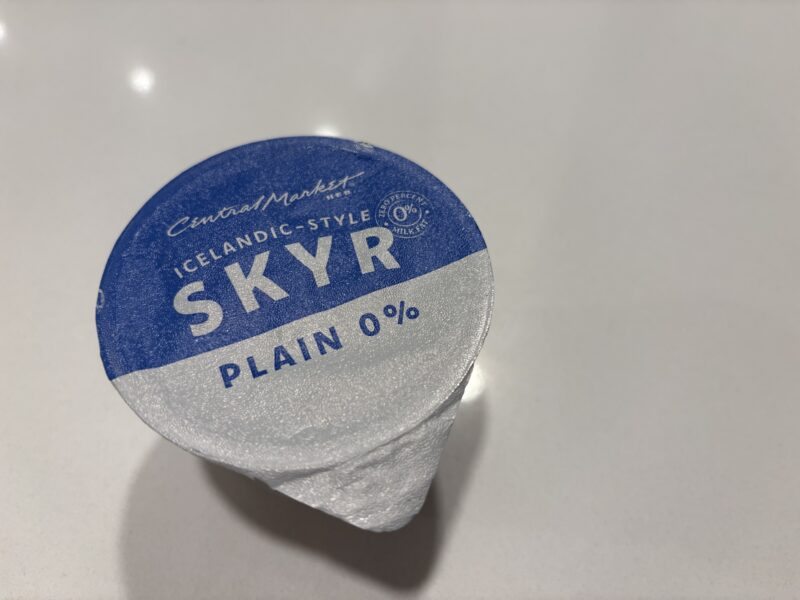 Central Market
HEB
ICELANDIC-STYLE
SKYR
ZERO PERCENT
0%
MILK FAT
PLAIN 0%